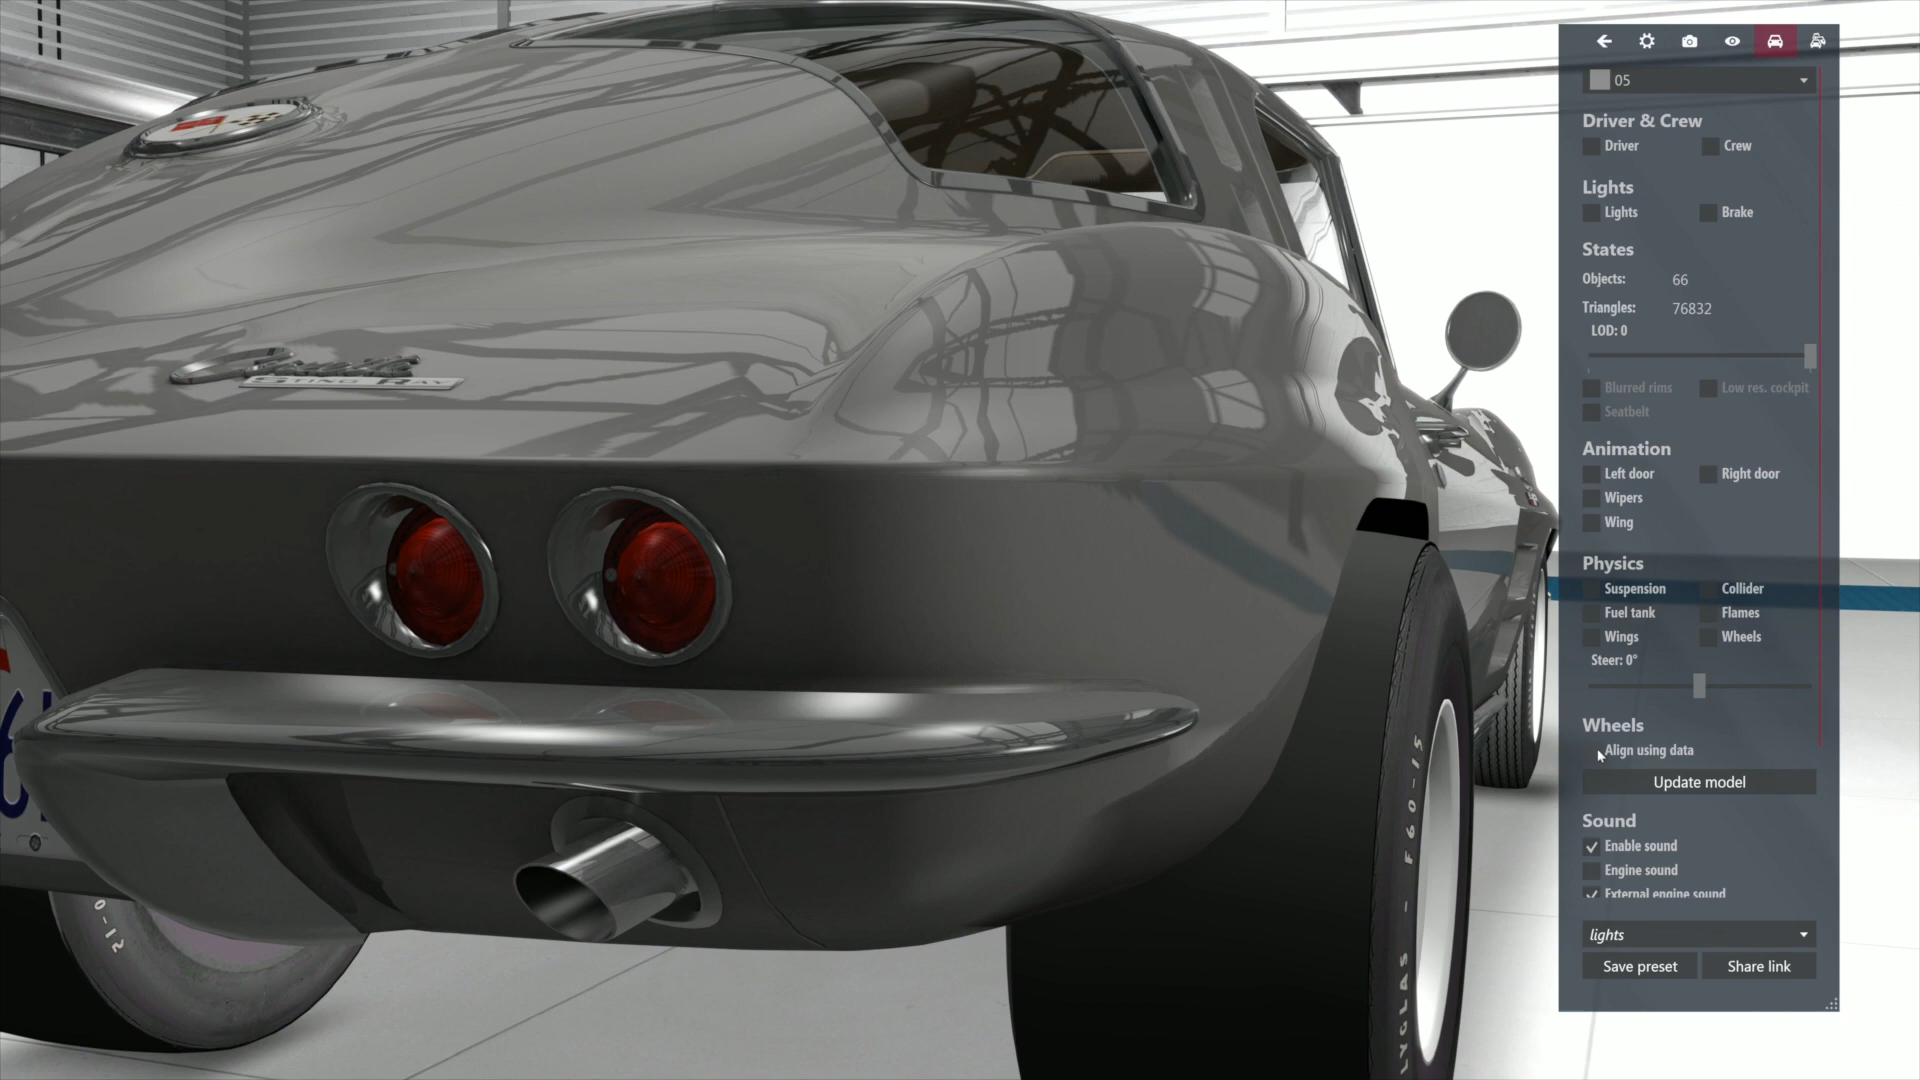 05
Driver & Crew
Driver
Crew
Lights
Lights
Brake
States
Objects: 66
Triangles: 76832
LOD: 0
Blurred rims
Low res. cockpit
Seatbelt
Animation
Left door
Right door
Wipers
Wing
Physics
Suspension
Collider
Fuel tank
Flames
Wings
Wheels
Steer: 0°
Wheels
Align using data
Update model
Sound
Enable sound
Engine sound
External engine sound
lights
Save preset
Share link
Corvette
STING RAY
F60-15
LYGLAS -